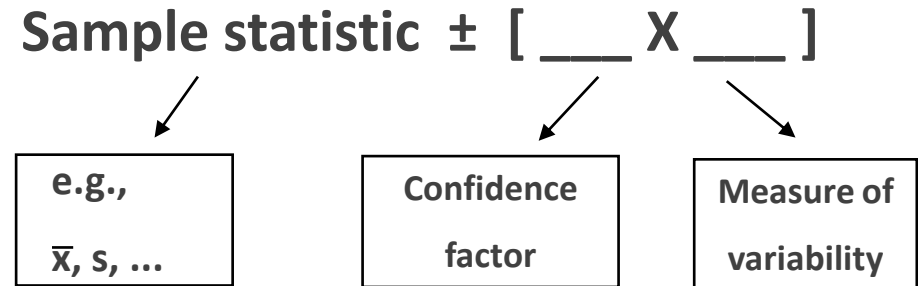 Sample statistic ± [ ___ X ___ ]
e.g.,
x̅, s, ...
Confidence
factor
Measure of
variability